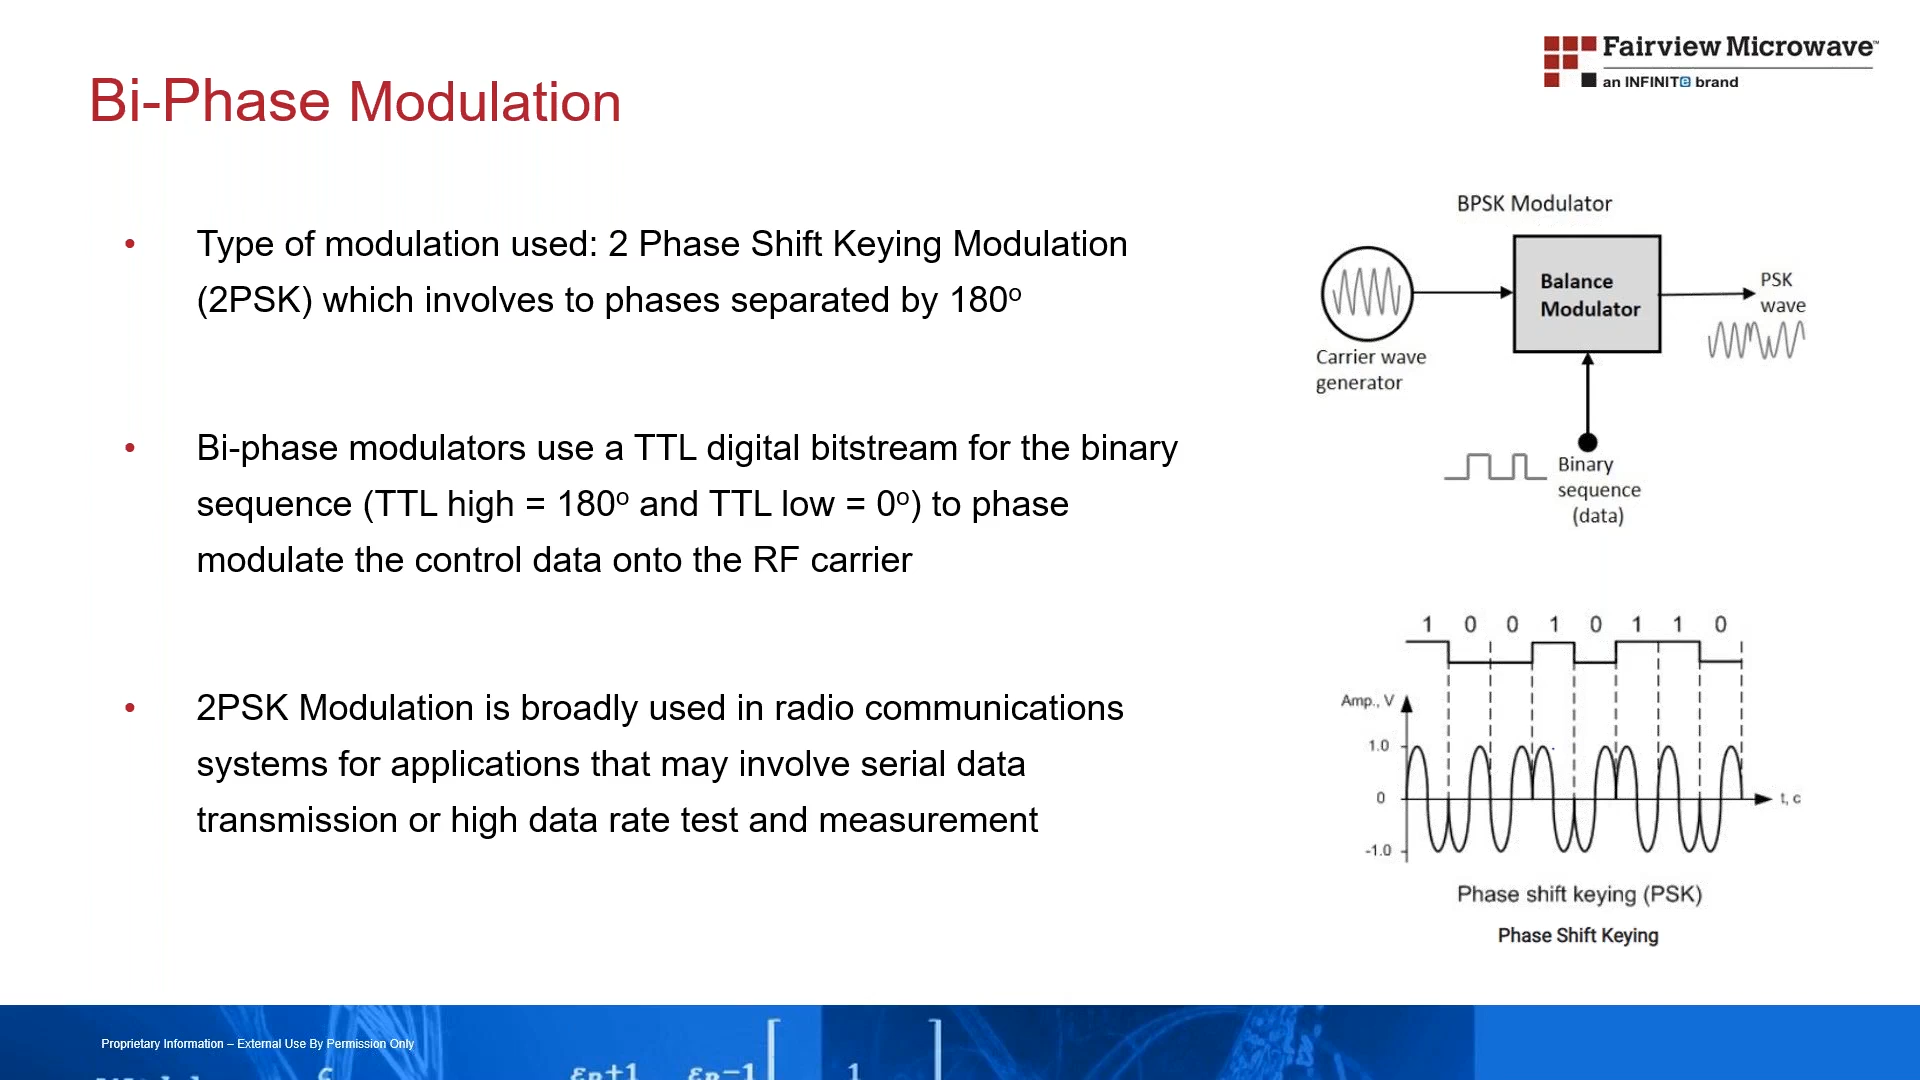 Fairview Microwave™
an INFINITe brand
Bi-Phase Modulation
• Type of modulation used: 2 Phase Shift Keying Modulation
(2PSK) which involves to phases separated by 180º
• Bi-phase modulators use a TTL digital bitstream for the binary
sequence (TTL high = 180º and TTL low = 0º) to phase
modulate the control data onto the RF carrier
• 2PSK Modulation is broadly used in radio communications
systems for applications that may involve serial data
transmission or high data rate test and measurement
BPSK Modulator
Balance
Modulator
PSK
wave
Carrier wave
generator
Binary
sequence
(data)
1 0 0 1 0 1 1 0
Amp., V
1.0
0
t, c
-1.0
Phase shift keying (PSK)
Phase Shift Keying
Proprietary Information – External Use By Permission Only
εR+1 εR−1 1